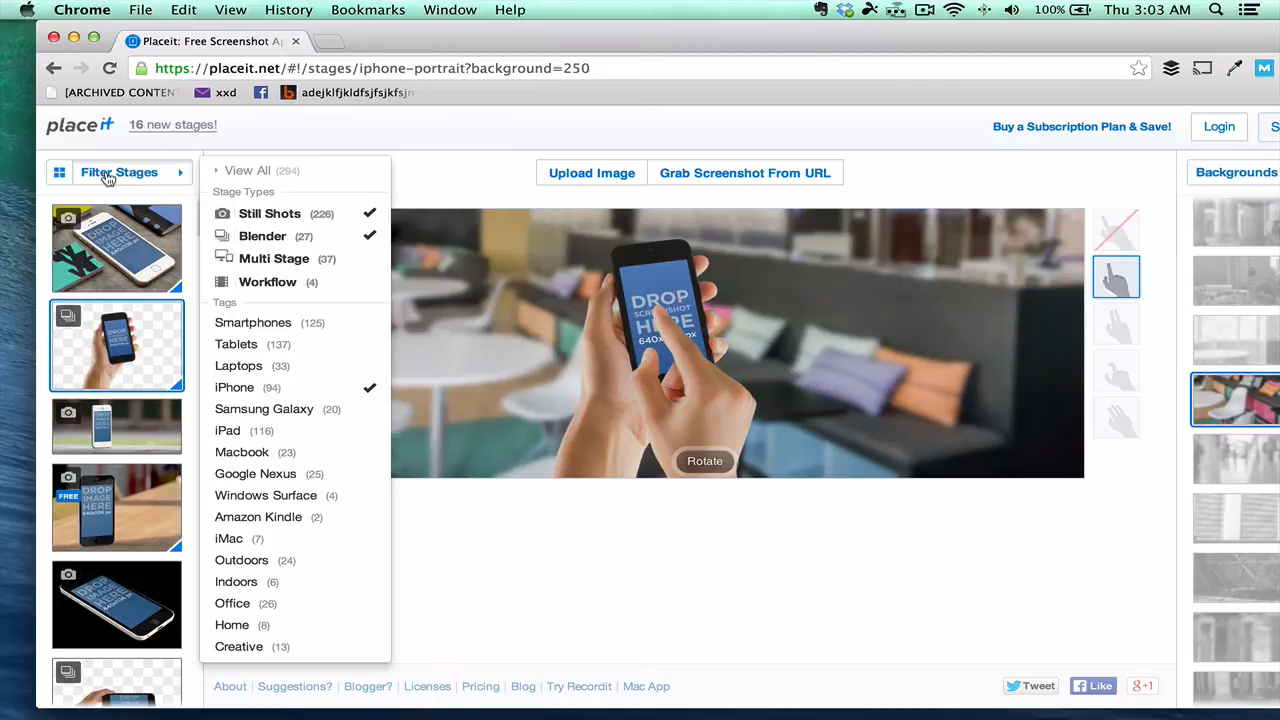 Chrome File Edit View History Bookmarks Window Help 100% Thu 3:03 AM
Placeit: Free Screenshot Ap
https://placeit.net/#!/stages/iphone-portrait?background=250
[ARCHIVED CONTENT xxd adejklfjkldfsjfsjkfsjn
placeit 16 new stages! Buy a Subscription Plan & Save! Login S
Filter Stages
View All (294)
Stage Types
Still Shots (226)
Blender (27)
Multi Stage (37)
Workflow (4)
Tags
Smartphones (125)
Tablets (137)
Laptops (33)
iPhone (94)
Samsung Galaxy (20)
iPad (116)
Macbook (23)
Google Nexus (25)
Windows Surface (4)
Amazon Kindle (2)
iMac (7)
Outdoors (24)
Indoors (6)
Office (26)
Home (8)
Creative (13)
Upload Image Grab Screenshot From URL
Backgrounds
DROP
SCREENSHOT
HERE
Rotate
DROP
IMAGE
HERE
FREE
DROP
IMAGE
HERE
About | Suggestions? | Blogger? | Licenses | Pricing | Blog | Try Recordit | Mac App
Tweet Like g+1